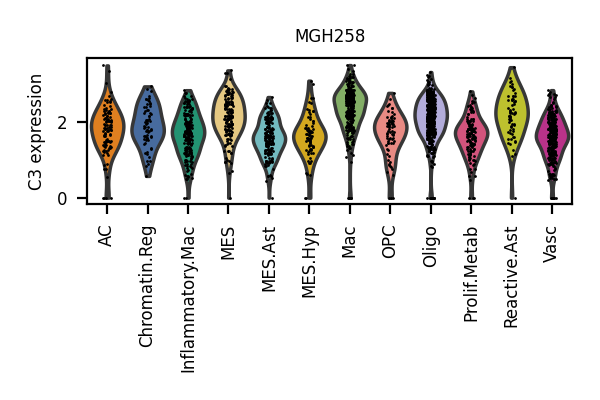 MGH258
C3 expression
2
0
AC
Chromatin.Reg
Inflammatory.Mac
MES
MES.Ast
MES.Hyp
Mac
OPC
Oligo
Prolif.Metab
Reactive.Ast
Vasc